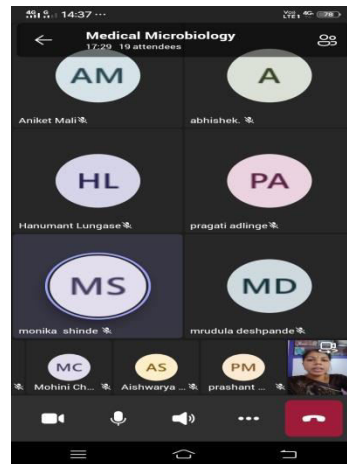 14:37 ...
78
Medical Microbiology
17:29 19 attendees
AM
A
Aniket Mali
abhishek.
HL
PA
Hanumant Lungase
pragati adlinge
MS
MD
monika shinde
mrudula deshpande
MC
AS
PM
Mohini Ch...
Aishwarya ...
prashant ...